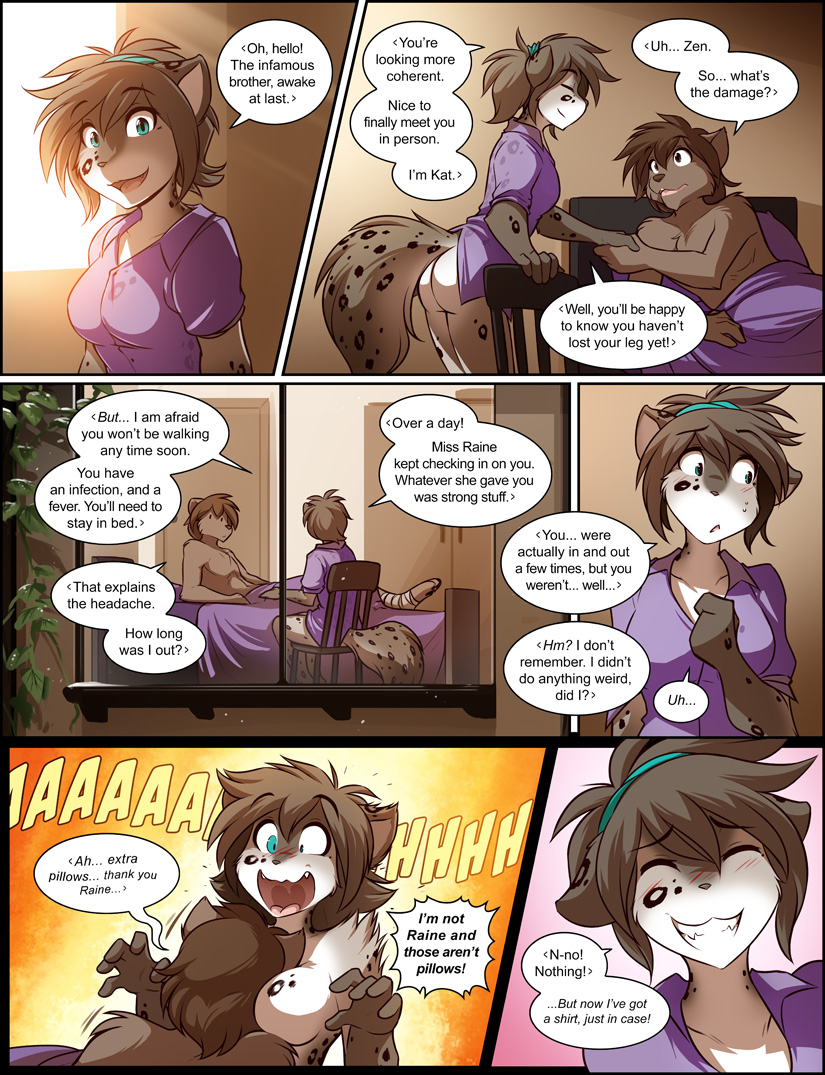 ‹Oh, hello!
The infamous
brother, awake
at last.›
‹You're
looking more
coherent.
Nice to
finally meet you
in person.
I'm Kat.›
‹Uh... Zen.
So... what's
the damage?›
‹Well, you'll be happy
to know you haven't
lost your leg yet!›
‹But... I am afraid
you won't be walking
any time soon.
You have
an infection, and a
fever. You'll need to
stay in bed.›
‹That explains
the headache.
How long
was I out?›
‹Over a day!
Miss Raine
kept checking in on you.
Whatever she gave you
was strong stuff.›
‹You... were
actually in and out
a few times, but you
weren't... well...›
‹Hm? I don't
remember. I didn't
do anything weird,
did I?›
Uh...
AAAAAAAHHHHH
‹Ah... extra
pillows... thank you
Raine...›
I'm not
Raine and
those aren't
pillows!
‹N-no!
Nothing!›
...But now I've got
a shirt, just in case!